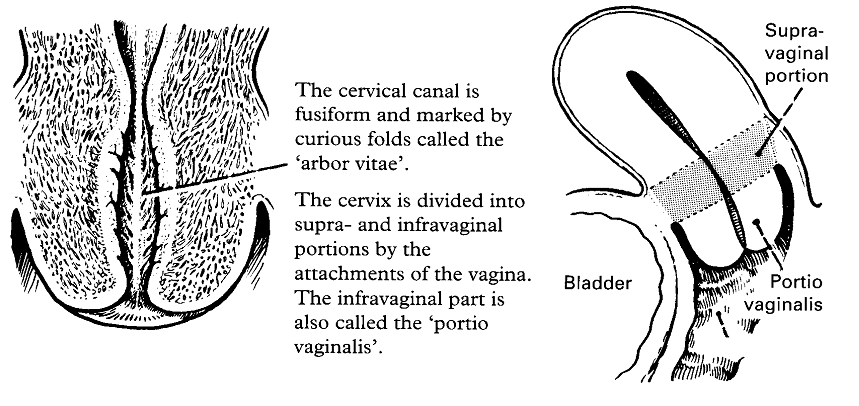 The cervical canal is
fusiform and marked by
curious folds called the
‘arbor vitae’.
The cervix is divided into
supra- and infravaginal
portions by the
attachments of the vagina.
The infravaginal part is
also called the ‘portio
vaginalis’.
Supra-
vaginal
portion
Bladder
Portio
vaginalis